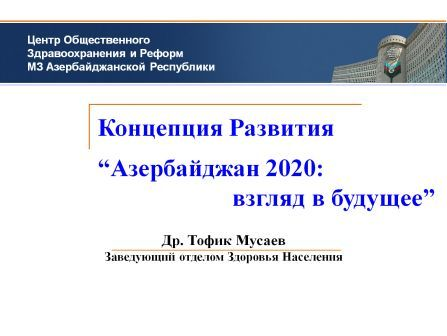 Центр Общественного
Здравоохранения и Реформ
МЗ Азербайджанской Республики
Концепция Развития
“Азербайджан 2020:
взгляд в будущее”
Др. Тофик Мусаев
Заведующий отделом Здоровья Населения